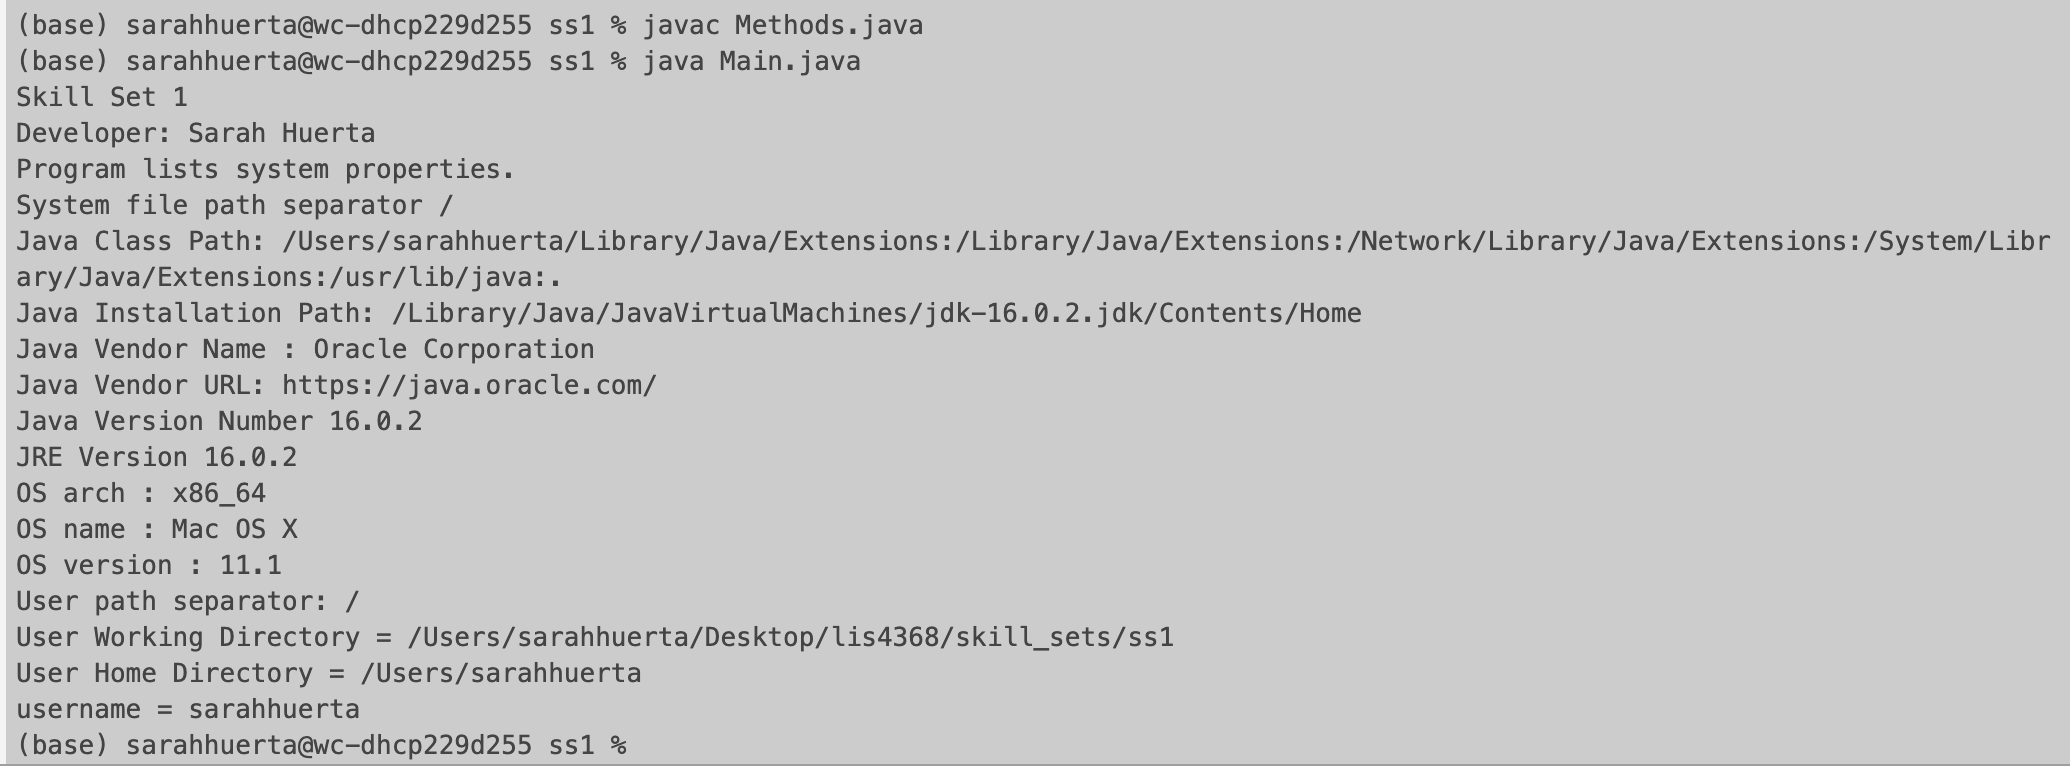 (base) sarahhuerta@wc-dhcp229d255 ss1 % javac Methods.java
(base) sarahhuerta@wc-dhcp229d255 ss1 % java Main.java
Skill Set 1
Developer: Sarah Huerta
Program lists system properties.
System file path separator /
Java Class Path: /Users/sarahhuerta/Library/Java/Extensions:/Library/Java/Extensions:/Network/Library/Java/Extensions:/System/Libr
ary/Java/Extensions:/usr/lib/java:.
Java Installation Path: /Library/Java/JavaVirtualMachines/jdk-16.0.2.jdk/Contents/Home
Java Vendor Name : Oracle Corporation
Java Vendor URL: https://java.oracle.com/
Java Version Number 16.0.2
JRE Version 16.0.2
OS arch : x86_64
OS name : Mac OS X
OS version : 11.1
User path separator: /
User Working Directory = /Users/sarahhuerta/Desktop/lis4368/skill_sets/ss1
User Home Directory = /Users/sarahhuerta
username = sarahhuerta
(base) sarahhuerta@wc-dhcp229d255 ss1 %